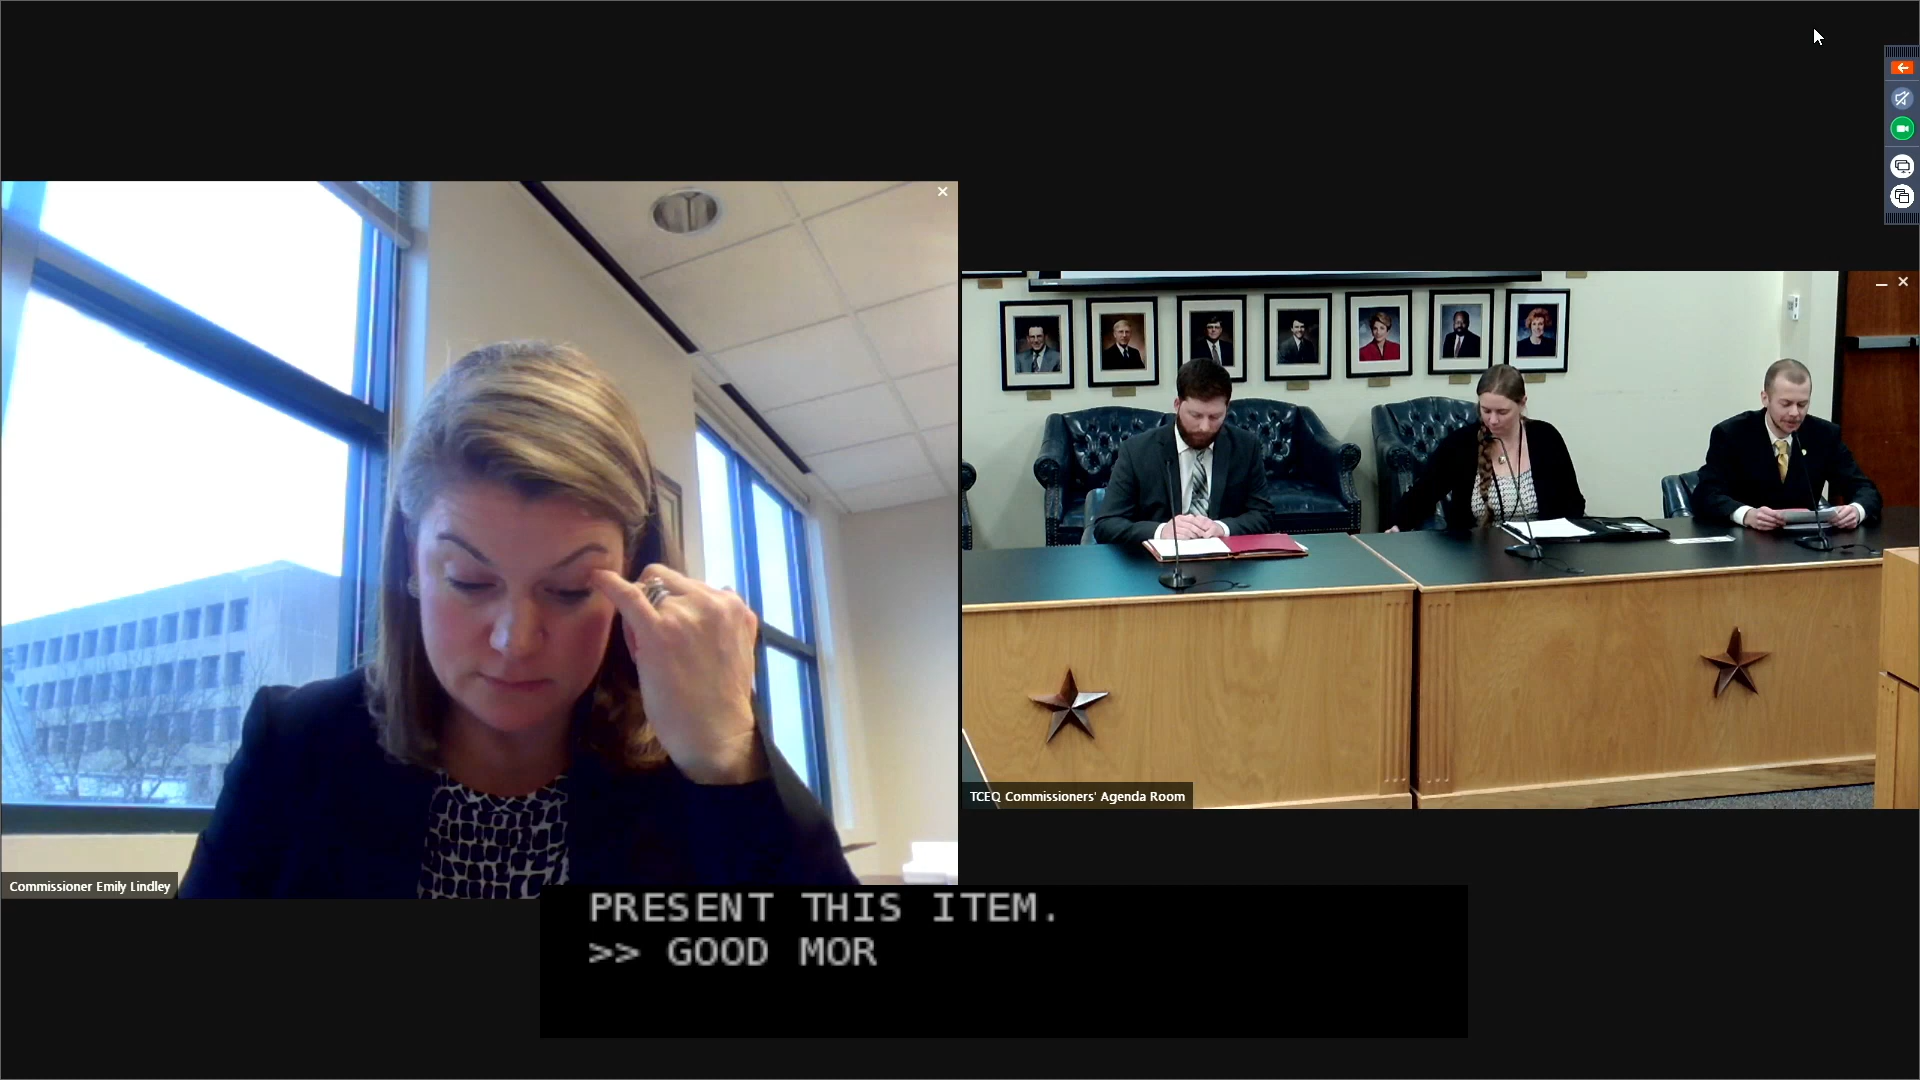 TCEQ Commissioners' Agenda Room
Commissioner Emily Lindley
PRESENT THIS ITEM.
>> GOOD MOR